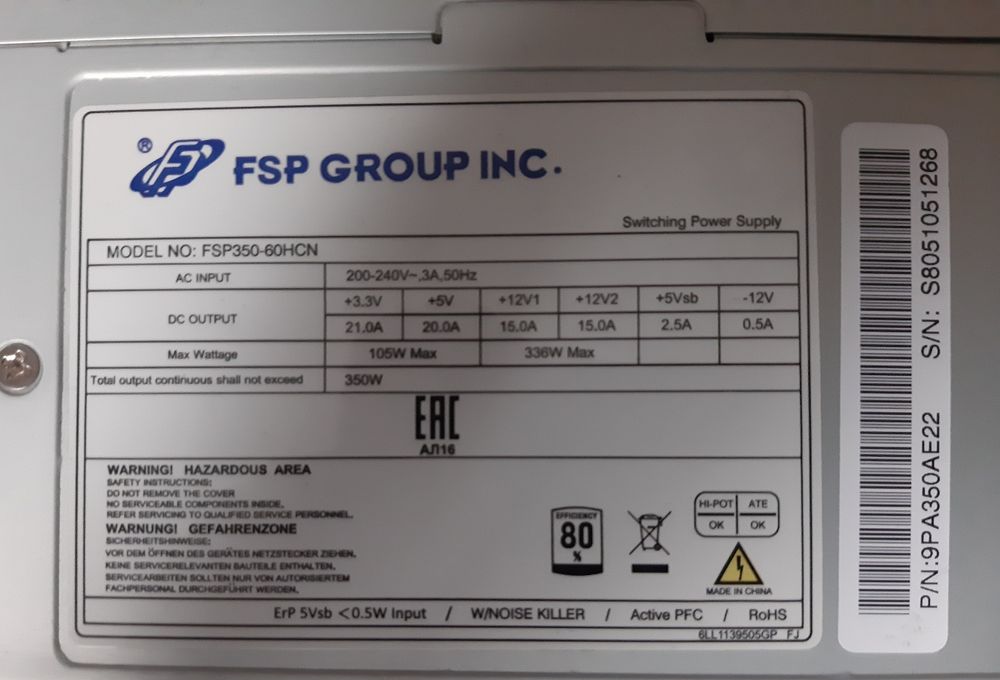 ® FSP GROUP INC.
Switching Power Supply
MODEL NO: FSP350-60HCN
AC INPUT 200-240V~,3A,50Hz
DC OUTPUT +3.3V +5V +12V1 +12V2 +5Vsb -12V
21.0A 20.0A 15.0A 15.0A 2.5A 0.5A
Max Wattage 105W Max 336W Max
Total output continuous shall not exceed 350W
EAC
АЛ16
WARNING! HAZARDOUS AREA
SAFETY INSTRUCTIONS:
DO NOT REMOVE THE COVER
NO SERVICEABLE COMPONENTS INSIDE,
REFER SERVICING TO QUALIFIED SERVICE PERSONNEL.
WARNUNG! GEFAHRENZONE
SICHERHEITSHINWEISE:
VOR DEM ÖFFNEN DES GERÄTES NETZSTECKER ZIEHEN.
KEINE SERVICERELEVANTEN BAUTEILE ENTHALTEN.
SERVICEARBEITEN SOLLTEN NUR VON AUTORISIERTEM
FACHPERSONAL DURCHGEFÜHRT WERDEN.
EFFICIENCY
80
%
HI-POT ATE
OK OK
MADE IN CHINA
ErP 5Vsb <0.5W Input / W/NOISE KILLER / Active PFC / RoHS
6LL1139505GP FJ
P/N:9PA350AE22 S/N: S8051051268